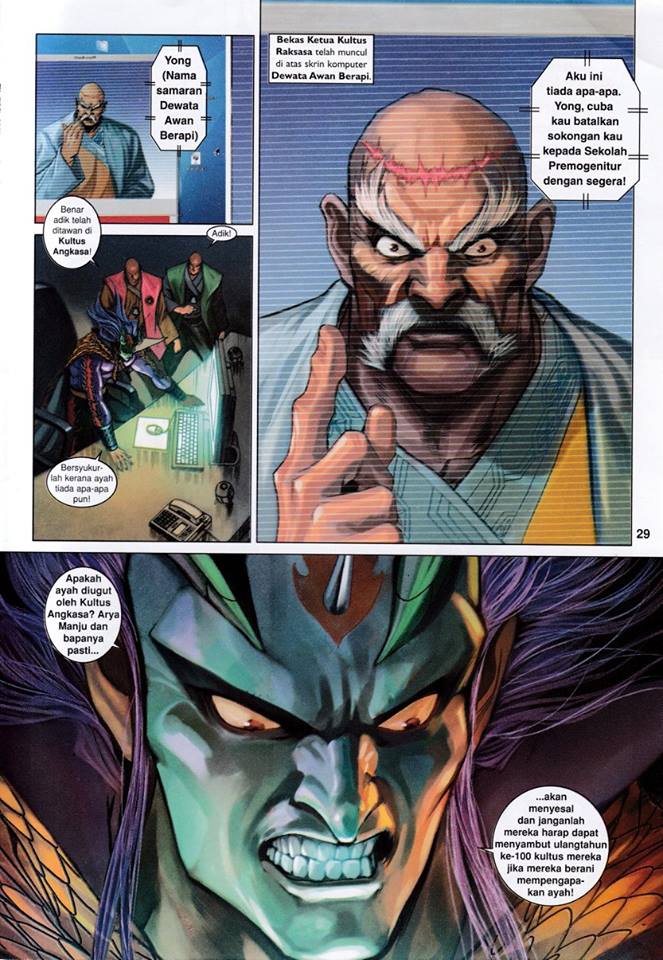 Yong
(Nama
samaran
Dewata
Awan
Berapi)
Bekas Ketua Kultus
Raksasa telah muncul
di atas skrin komputer
Dewata Awan Berapi.
Aku ini
tiada apa-apa.
Yong, cuba
kau batalkan
sokongan kau
kepada Sekolah
Premogenitur
dengan segera!
Benar
adik telah
ditawan di
Kultus
Angkasa!
Adik!
Bersyukur-
lah kerana ayah
tiada apa-apa
pun!
29
Apakah
ayah diugut
oleh Kultus
Angkasa? Arya
Manju dan
bapanya
pasti...
...akan
menyesal
dan janganlah
mereka harap dapat
menyambut ulangtahun
ke-100 kultus mereka
jika mereka berani
mempengapa-
kan ayah!